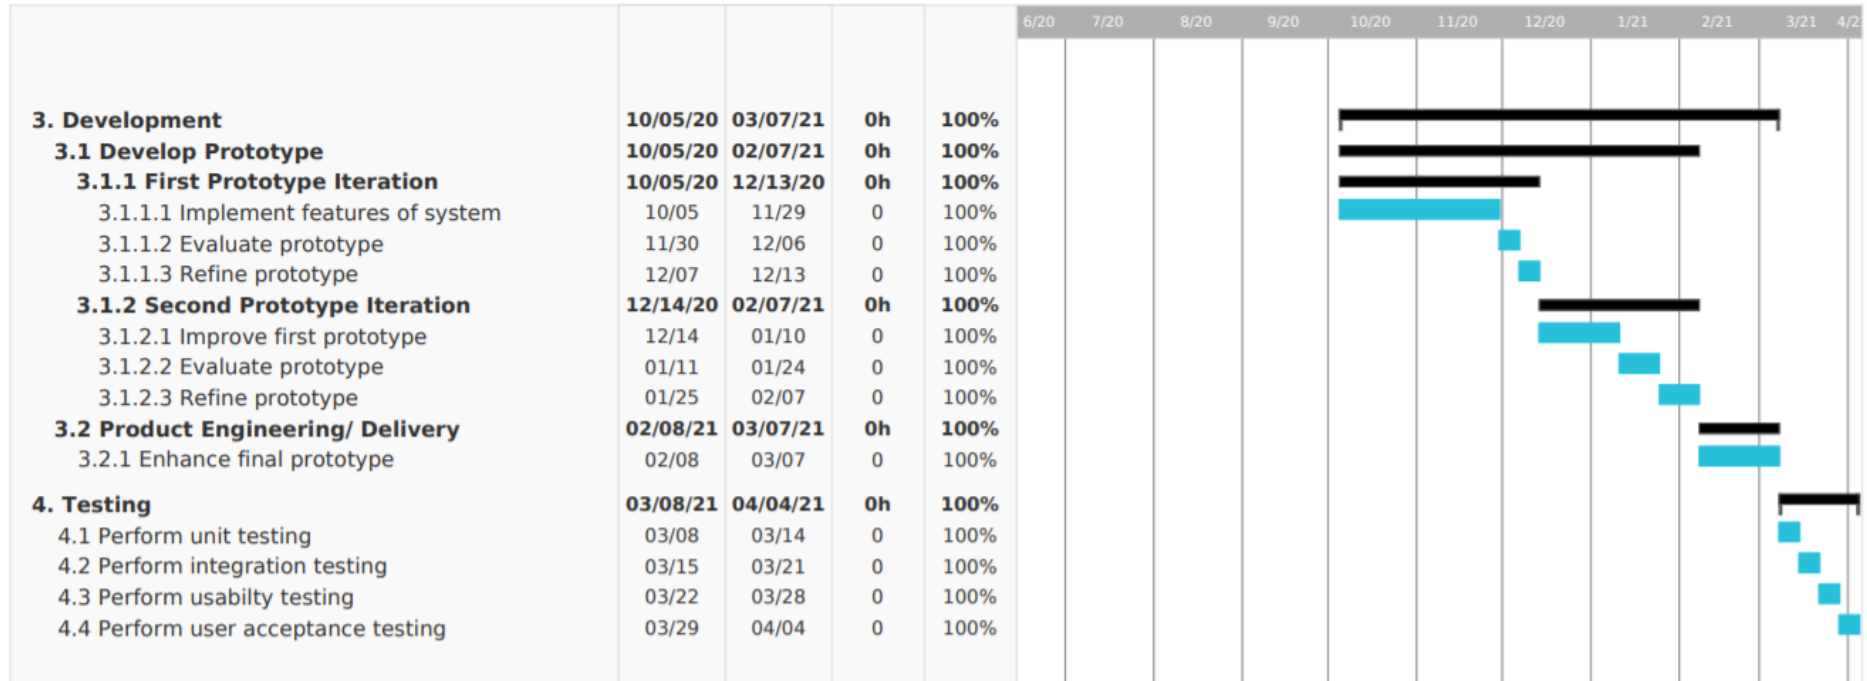 6/20 7/20 8/20 9/20 10/20 11/20 12/20 1/21 2/21 3/21 4/2
3. Development 10/05/20 03/07/21 0h 100%
3.1 Develop Prototype 10/05/20 02/07/21 0h 100%
3.1.1 First Prototype Iteration 10/05/20 12/13/20 0h 100%
3.1.1.1 Implement features of system 10/05 11/29 0 100%
3.1.1.2 Evaluate prototype 11/30 12/06 0 100%
3.1.1.3 Refine prototype 12/07 12/13 0 100%
3.1.2 Second Prototype Iteration 12/14/20 02/07/21 0h 100%
3.1.2.1 Improve first prototype 12/14 01/10 0 100%
3.1.2.2 Evaluate prototype 01/11 01/24 0 100%
3.1.2.3 Refine prototype 01/25 02/07 0 100%
3.2 Product Engineering/ Delivery 02/08/21 03/07/21 0h 100%
3.2.1 Enhance final prototype 02/08 03/07 0 100%
4. Testing 03/08/21 04/04/21 0h 100%
4.1 Perform unit testing 03/08 03/14 0 100%
4.2 Perform integration testing 03/15 03/21 0 100%
4.3 Perform usabilty testing 03/22 03/28 0 100%
4.4 Perform user acceptance testing 03/29 04/04 0 100%